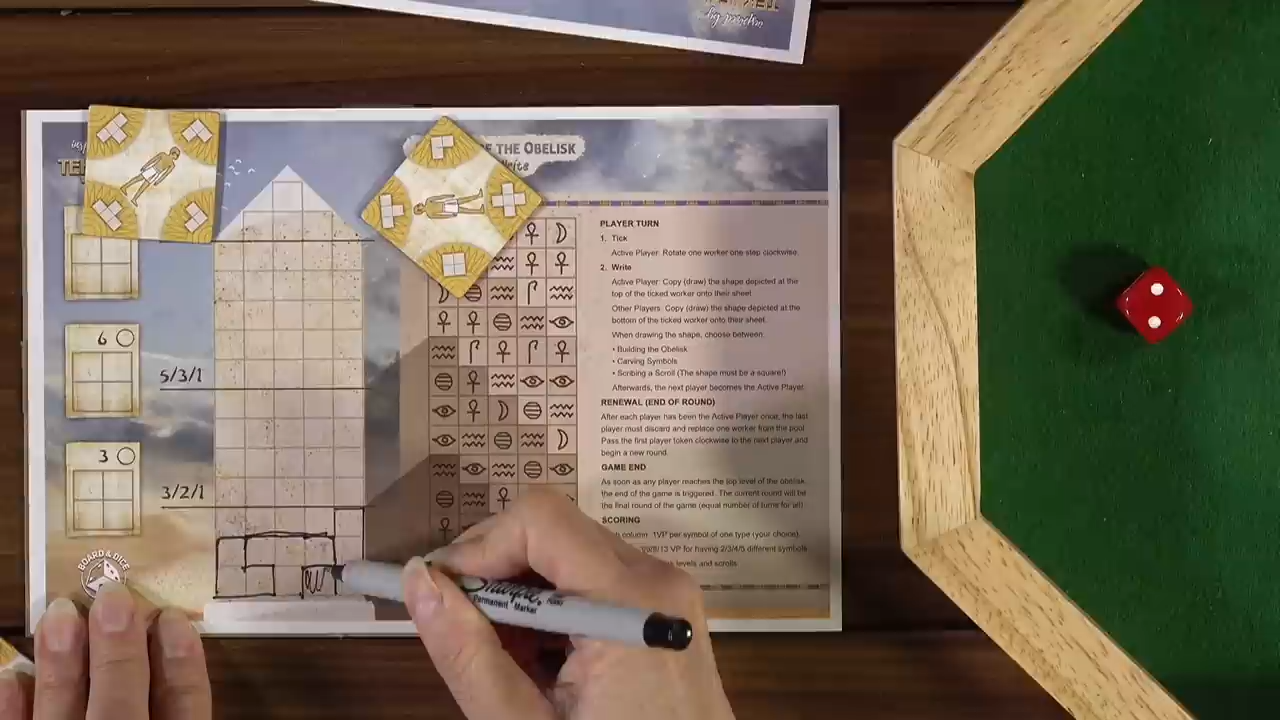 OF THE OBELISK
PLAYER TURN
1. Tick
Active Player: Rotate one worker one step clockwise.
2. Write
Active Player: Copy (draw) the shape depicted at the
top of the ticked worker onto their sheet.
Other Players: Copy (draw) the shape depicted at the
bottom of the ticked worker onto their sheet.
When drawing the shape, choose between:
• Building the Obelisk
• Carving Symbols
• Scribing a Scroll (The shape must be a square!)
Afterwards, the next player becomes the Active Player.
RENEWAL (END OF ROUND)
After each player has been the Active Player once, the last
player must discard and replace one worker from the pool.
Pass the first player token clockwise to the next player and
begin a new round.
GAME END
As soon as any player reaches the top level of the obelisk,
the end of the game is triggered. The current round will be
the final round of the game (equal number of turns for all).
SCORING
column: 1VP per symbol of one type (your choice).
VP for having 2/3/4/5 different symbols
levels and scrolls.
6
5/3/1
3
3/2/1
BOARD & DICE
Sharpie
Permanent Marker